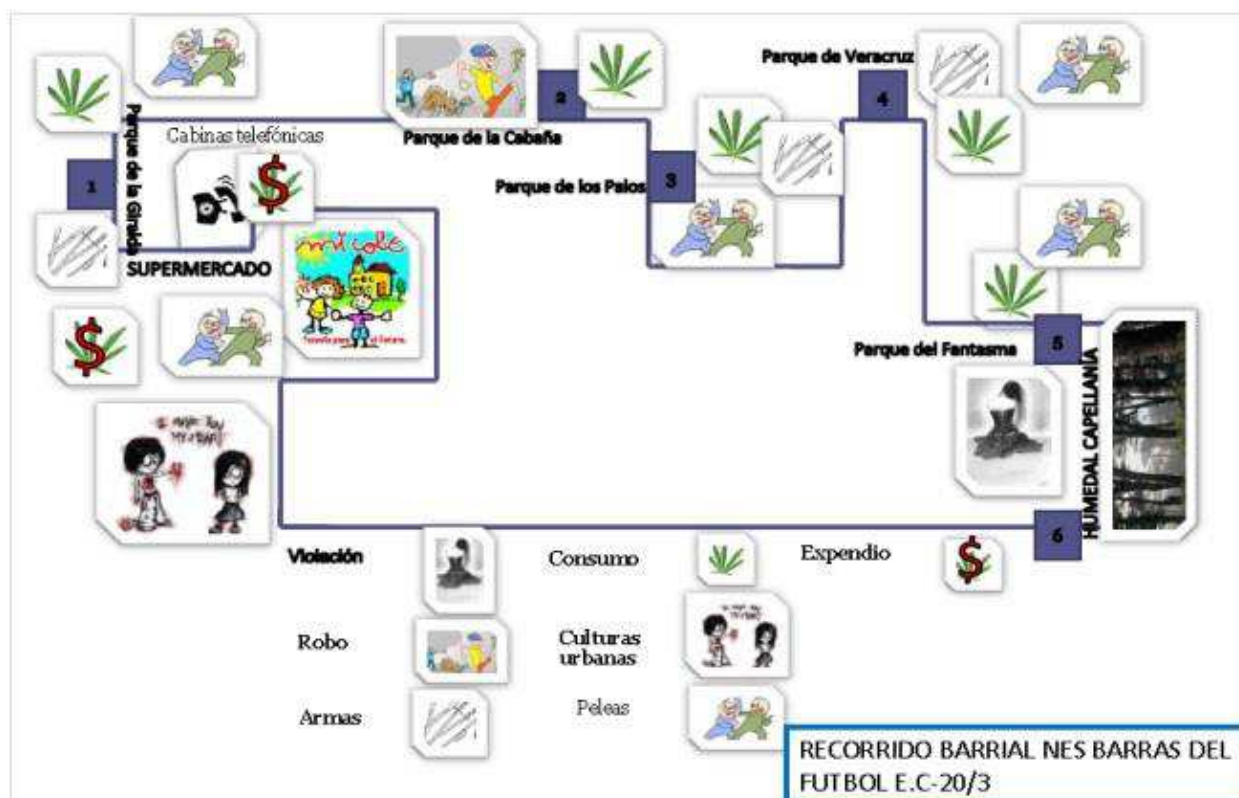 Parque de Veracruz
4
2
Parque de la Cabaña
Cabinas telefónicas
Parque de la Giralda
1
3
Parque de los Palos
$
mi cole
SUPERMERCADO
$
5
Parque del Fantasma
HUMEDAL CAPELLANÍA
6
Violación
Consumo
Expendio
$
Robo
Culturas
urbanas
Armas
Peleas
RECORRIDO BARRIAL NES BARRAS DEL
FUTBOL E.C-20/3